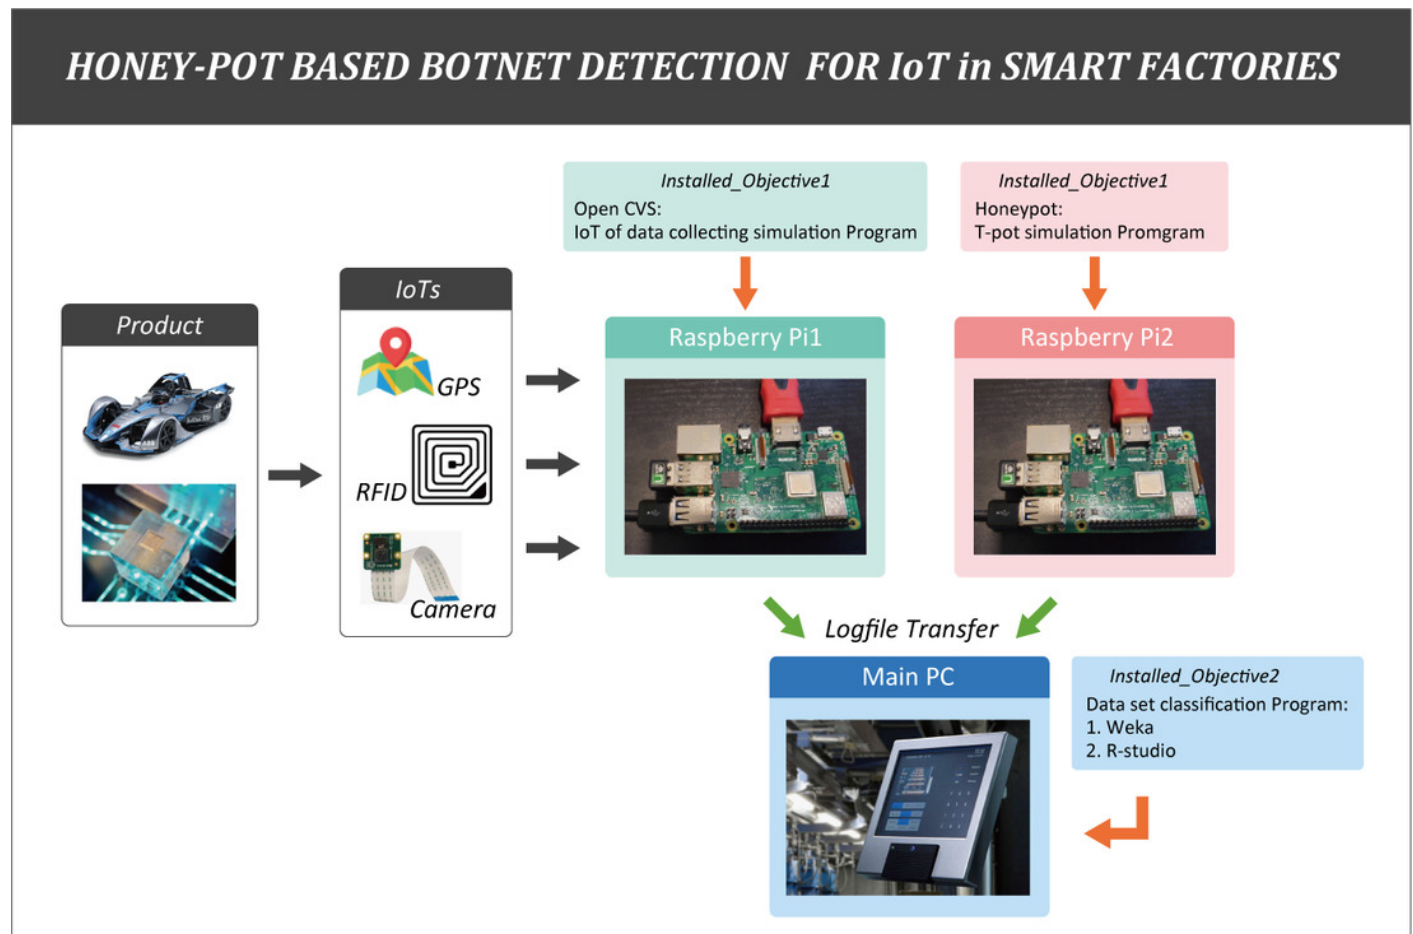 HONEY-POT BASED BOTNET DETECTION FOR IoT in SMART FACTORIES
Installed_Objective1
Open CVS:
IoT of data collecting simulation Program
Installed_Objective1
Honeypot:
T-pot simulation Promgram
Product
IoTs
GPS
RFID
Camera
Raspberry Pi1
Raspberry Pi2
Logfile Transfer
Main PC
Installed_Objective2
Data set classification Program:
1. Weka
2. R-studio